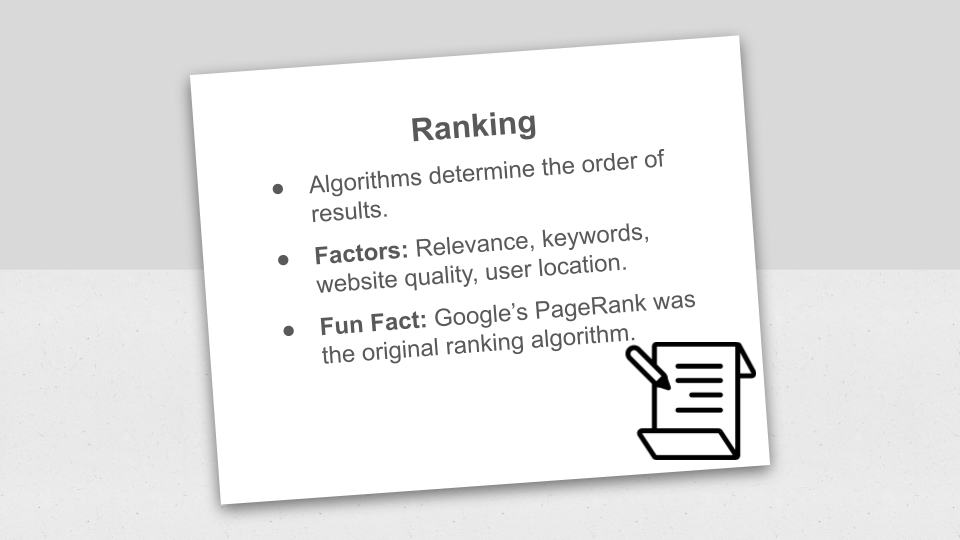 Ranking
● Algorithms determine the order of
results.
● Factors: Relevance, keywords,
website quality, user location.
● Fun Fact: Google’s PageRank was
the original ranking algorithm.